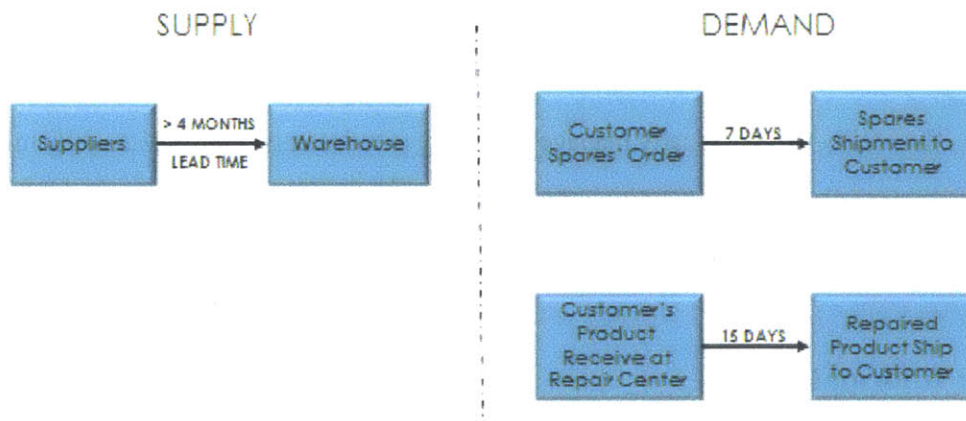 SUPPLY
DEMAND
Suppliers
> 4 MONTHS
LEAD TIME
Warehouse
Customer
Spares' Order
7 DAYS
Spares
Shipment to
Customer
Customer's
Product
Receive at
Repair Center
15 DAYS
Repaired
Product Ship
to Customer